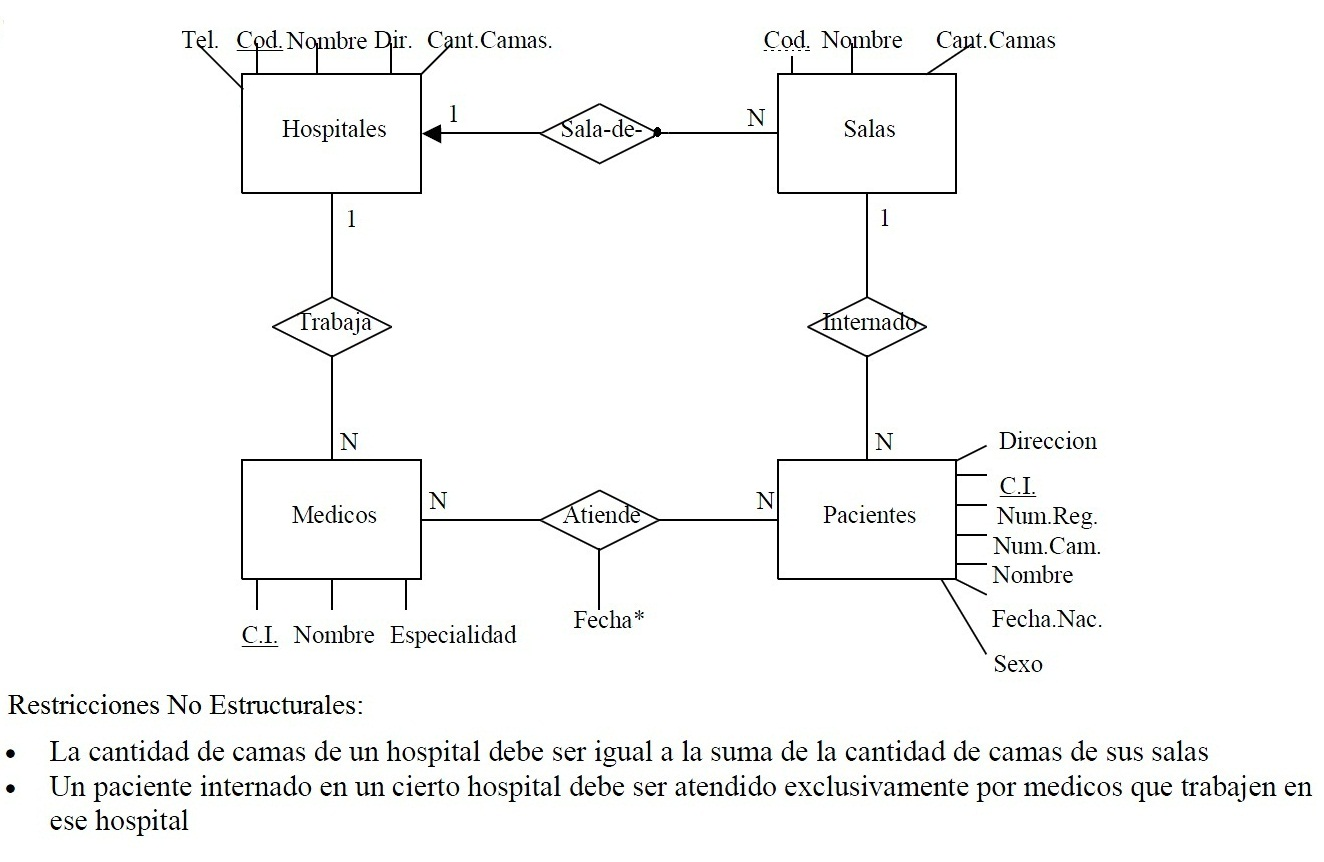 Tel. Cod. Nombre Dir. Cant.Camas.
Cod. Nombre Cant.Camas
Hospitales
1
Sala-de-
N
Salas
1
1
Trabaja
Internado
N
N
Medicos
N
Atiende
N
Pacientes
Direccion
C.I.
Num.Reg.
Num.Cam.
Nombre
Fecha.Nac.
Sexo
C.I. Nombre Especialidad
Fecha*
Restricciones No Estructurales:
• La cantidad de camas de un hospital debe ser igual a la suma de la cantidad de camas de sus salas
• Un paciente internado en un cierto hospital debe ser atendido exclusivamente por medicos que trabajen en
ese hospital